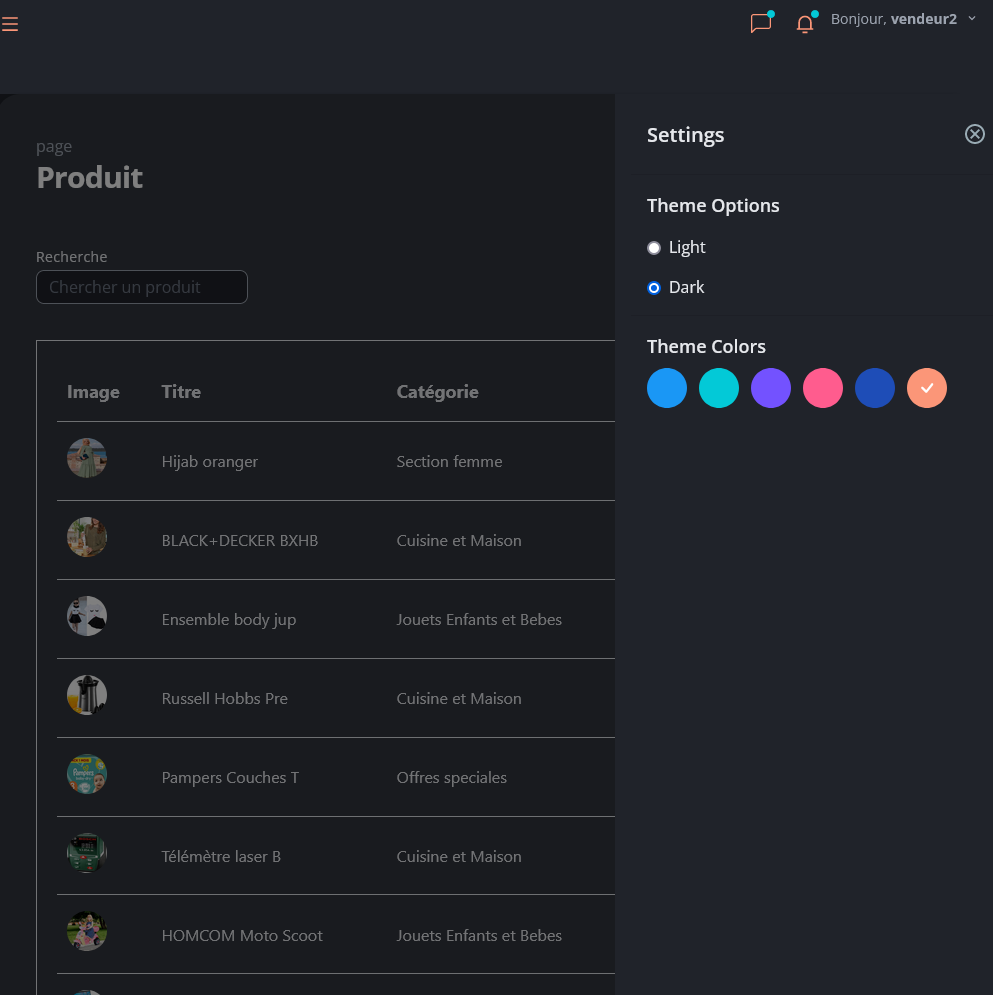 Bonjour, vendeur2
page
Produit
Recherche
Chercher un produit
Image Titre Catégorie
Hijab oranger Section femme
BLACK+DECKER BXHB Cuisine et Maison
Ensemble body jup Jouets Enfants et Bebes
Russell Hobbs Pre Cuisine et Maison
Pampers Couches T Offres speciales
Télémètre laser B Cuisine et Maison
HOMCOM Moto Scoot Jouets Enfants et Bebes
Settings
Theme Options
Light
Dark
Theme Colors
Pampers